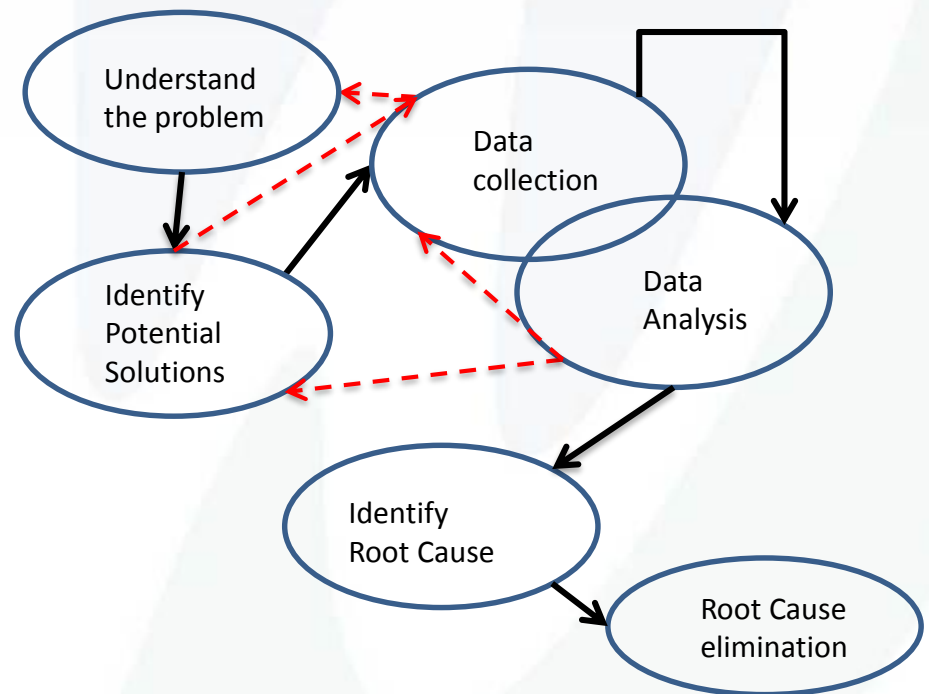 Understand
the problem
Data
collection
Identify
Potential
Solutions
Data
Analysis
Identify
Root Cause
Root Cause
elimination